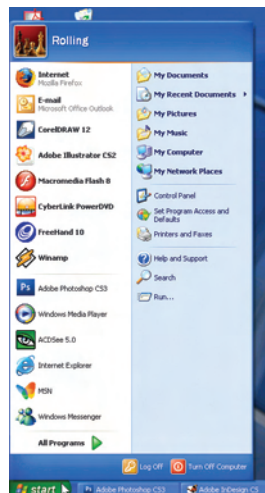 Rolling
Internet
Mozilla Firefox
E-mail
Microsoft Office Outlook
CorelDRAW 12
Adobe Illustrator CS2
Macromedia Flash 8
CyberLink PowerDVD
FreeHand 10
Winamp
Adobe Photoshop CS3
Windows Media Player
ACDSee 5.0
Internet Explorer
MSN
Windows Messenger
All Programs
My Documents
My Recent Documents
My Pictures
My Music
My Computer
My Network Places
Control Panel
Set Program Access and
Defaults
Printers and Faxes
Help and Support
Search
Run...
Log Off
Turn Off Computer
start
Ps
Adobe Photoshop CS3
Adobe InDesign CS